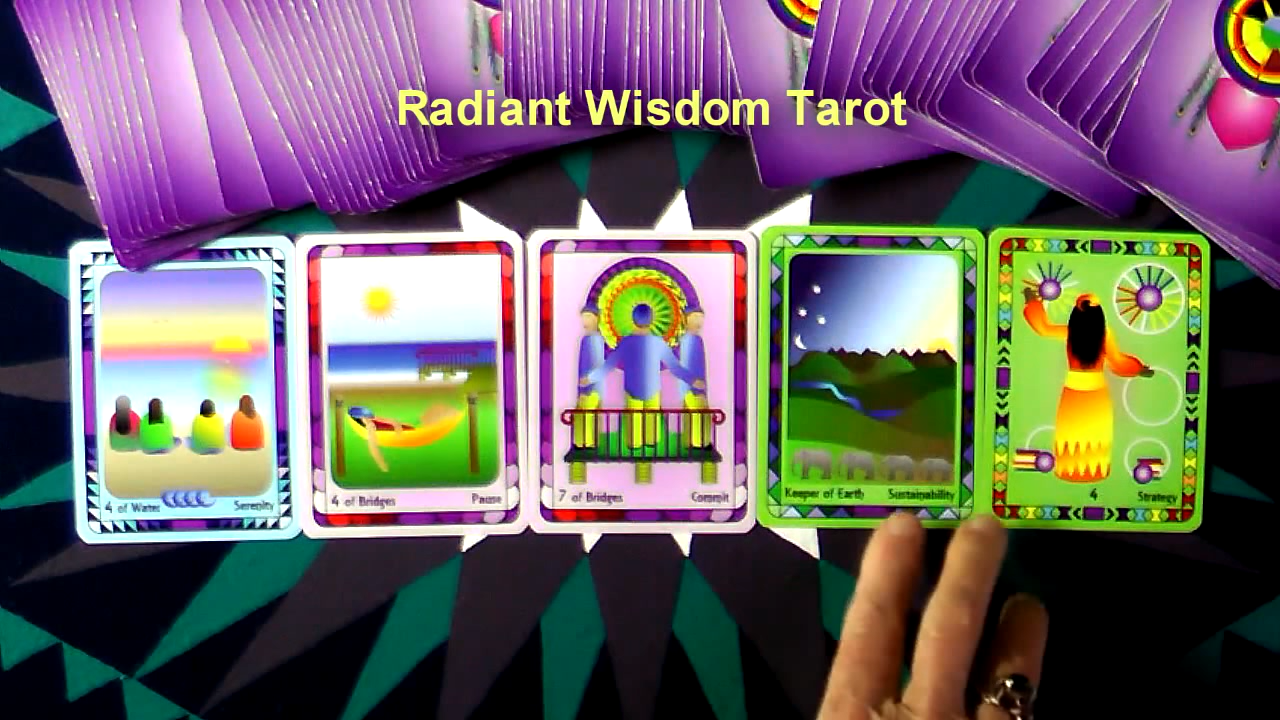 Radiant Wisdom Tarot
4 of Water Serenity
4 of Bridges Pause
7 of Bridges Commit
Keeper of Earth Sustainability
4 Strategy